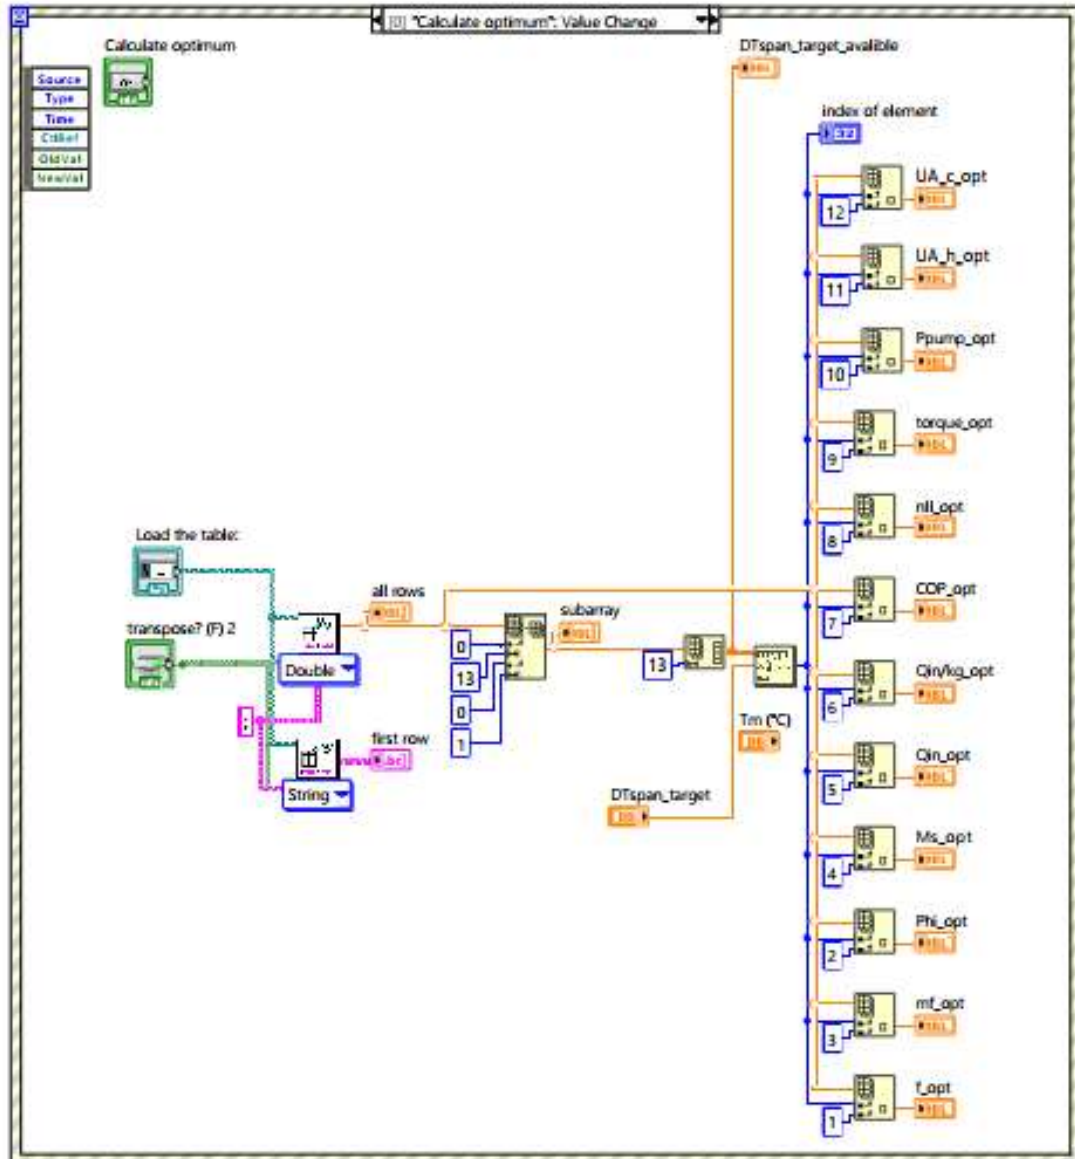 "Calculate optimum": Value Change
Calculate optimum
Source
Type
Time
CtlRef
OldVal
NewVal
DTspan_target_avalible
index of element
UA_c_opt
12
UA_h_opt
11
Ppump_opt
10
torque_opt
9
nll_opt
8
Load the table:
all rows
subarray
COP_opt
7
transpose? (F) 2
Double
0
13
0
1
13
Qin/kg_opt
6
Tm (°C)
first row
String
Qin_opt
5
DTspan_target
Ms_opt
4
Phi_opt
2
mf_opt
3
f_opt
1